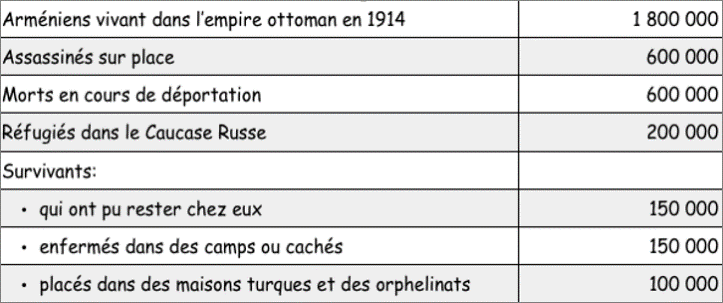 Arméniens vivant dans l'empire ottoman en 1914 1 800 000
Assassinés sur place 600 000
Morts en cours de déportation 600 000
Réfugiés dans le Caucase Russe 200 000
Survivants:
• qui ont pu rester chez eux 150 000
• enfermés dans des camps ou cachés 150 000
• placés dans des maisons turques et des orphelinats 100 000